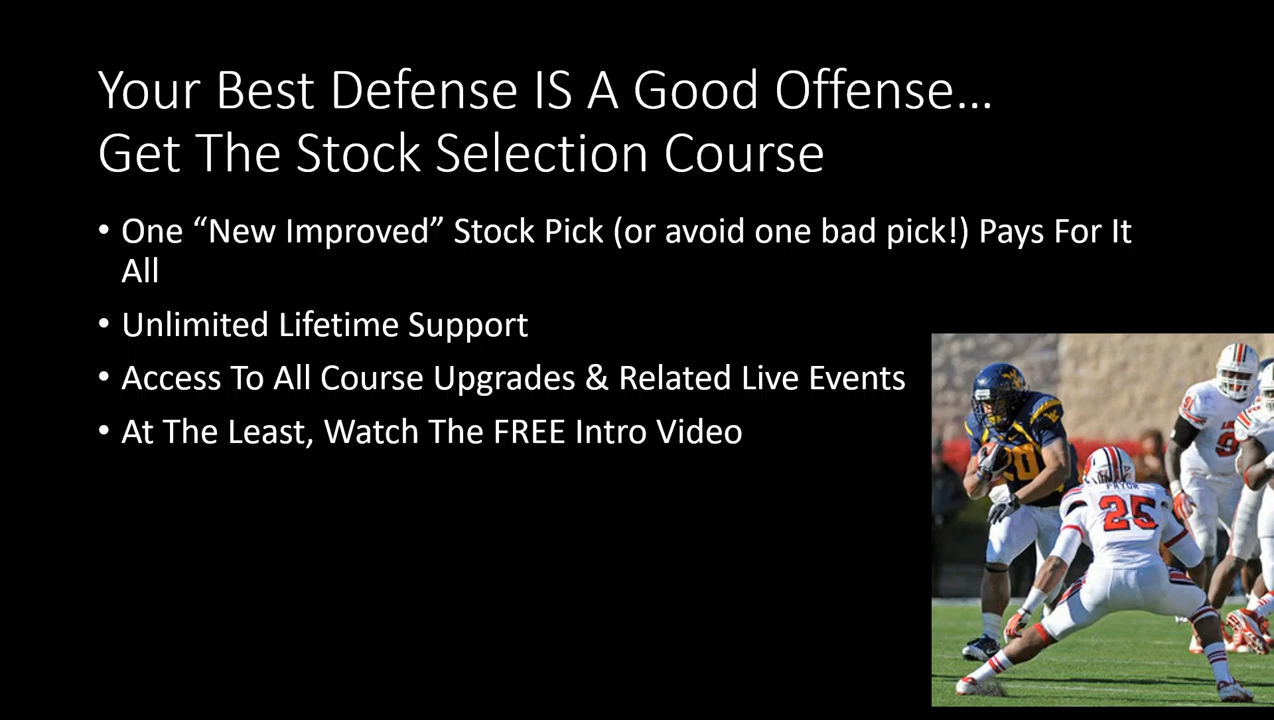 Your Best Defense IS A Good Offense…
Get The Stock Selection Course
• One “New Improved” Stock Pick (or avoid one bad pick!) Pays For It
All
• Unlimited Lifetime Support
• Access To All Course Upgrades & Related Live Events
• At The Least, Watch The FREE Intro Video
20
PRYOR
25
91